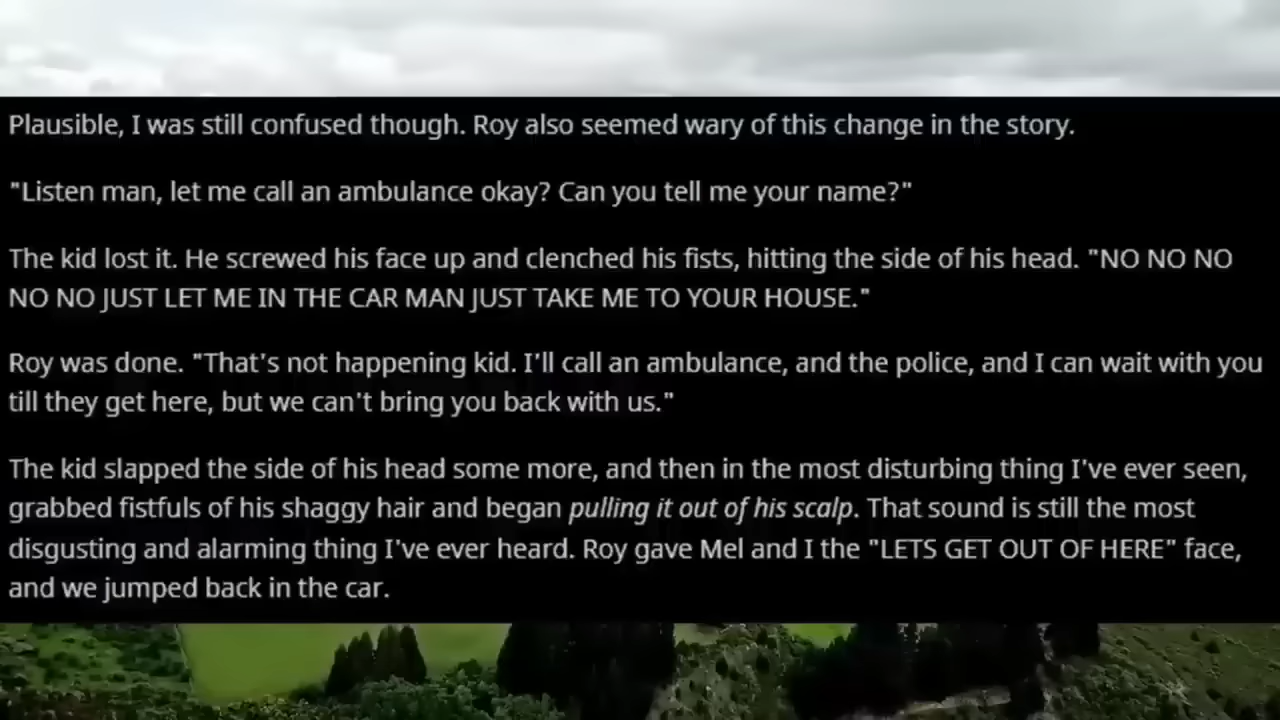 Plausible, I was still confused though. Roy also seemed wary of this change in the story.
"Listen man, let me call an ambulance okay? Can you tell me your name?"
The kid lost it. He screwed his face up and clenched his fists, hitting the side of his head. "NO NO NO
NO NO JUST LET ME IN THE CAR MAN JUST TAKE ME TO YOUR HOUSE."
Roy was done. "That's not happening kid. I'll call an ambulance, and the police, and I can wait with you
till they get here, but we can't bring you back with us."
The kid slapped the side of his head some more, and then in the most disturbing thing I've ever seen,
grabbed fistfuls of his shaggy hair and began pulling it out of his scalp. That sound is still the most
disgusting and alarming thing I've ever heard. Roy gave Mel and I the "LETS GET OUT OF HERE" face,
and we jumped back in the car.